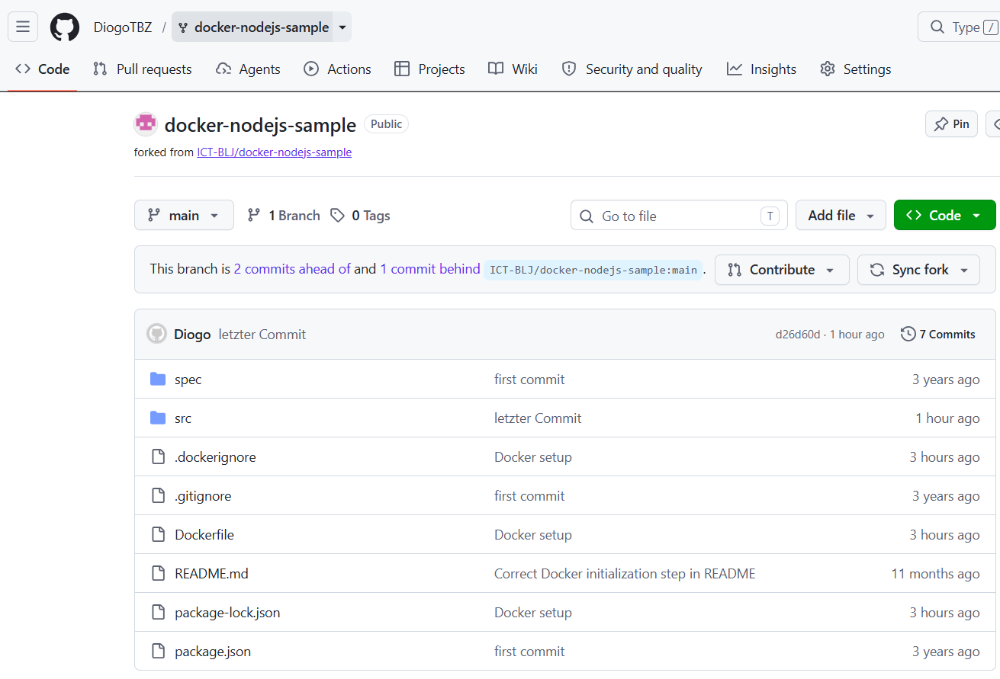 DiogoTBZ / docker-nodejs-sample Type /
Code Pull requests Agents Actions Projects Wiki Security and quality Insights Settings
docker-nodejs-sample Public Pin
forked from ICT-BLJ/docker-nodejs-sample
main 1 Branch 0 Tags Go to file T Add file Code
This branch is 2 commits ahead of and 1 commit behind ICT-BLJ/docker-nodejs-sample:main . Contribute Sync fork
Diogo letzter Commit d26d60d · 1 hour ago 7 Commits
spec first commit 3 years ago
src letzter Commit 1 hour ago
.dockerignore Docker setup 3 hours ago
.gitignore first commit 3 years ago
Dockerfile Docker setup 3 hours ago
README.md Correct Docker initialization step in README 11 months ago
package-lock.json Docker setup 3 hours ago
package.json first commit 3 years ago